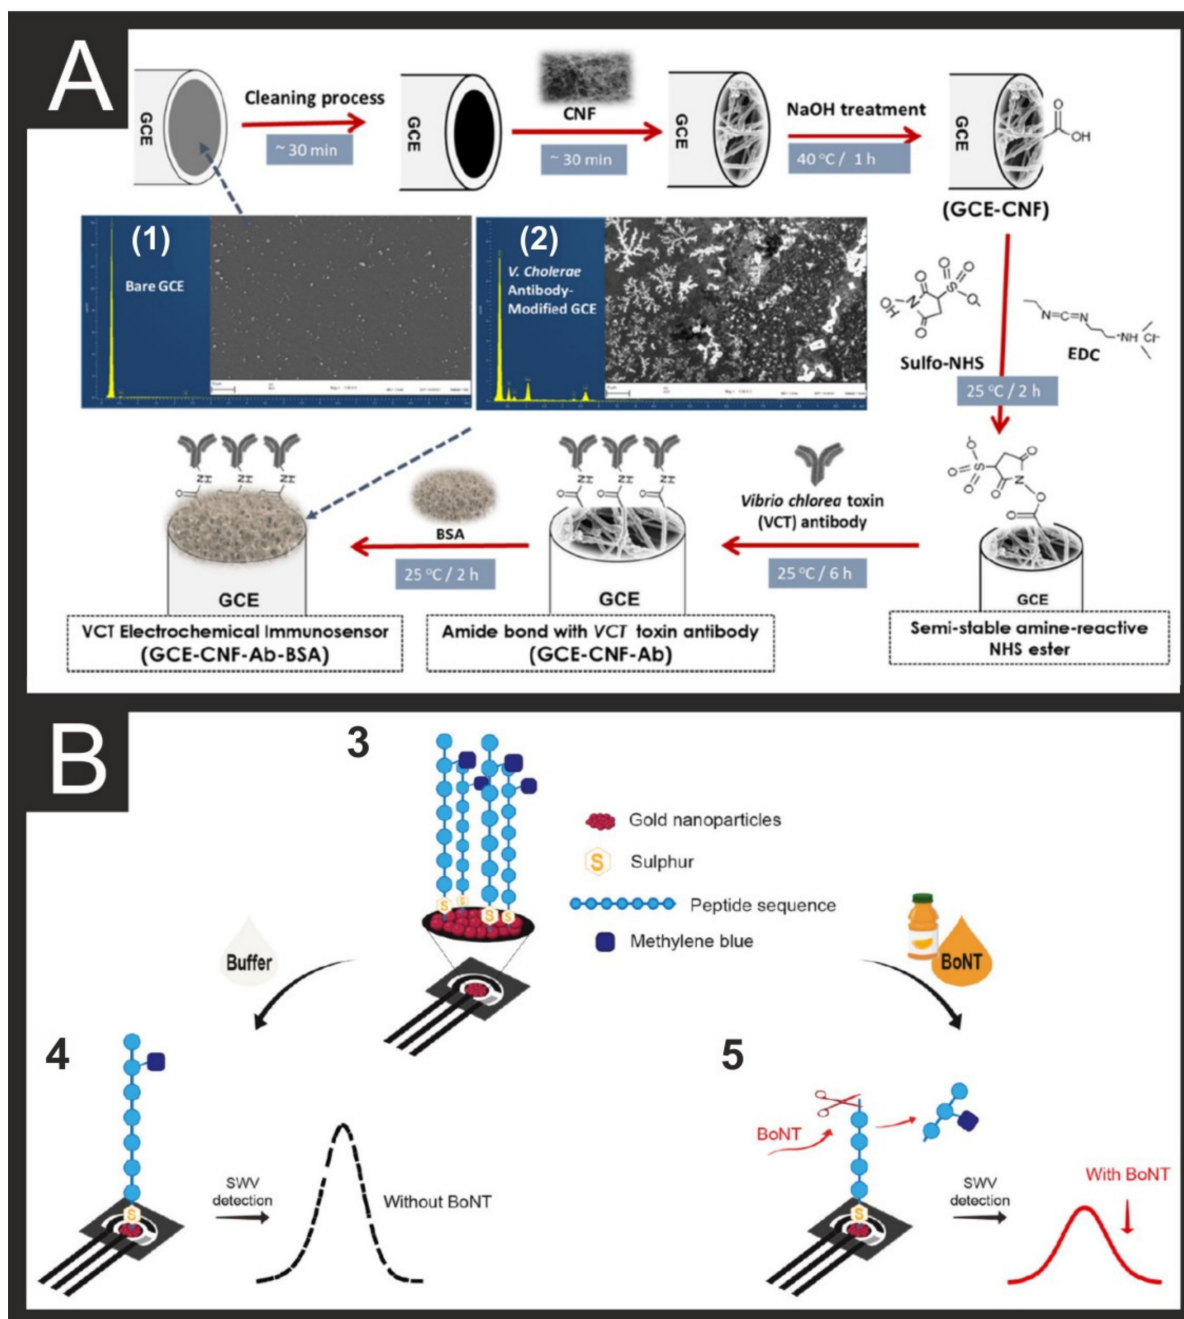 A
GCE
Cleaning process
~ 30 min
GCE
CNF
~ 30 min
GCE
NaOH treatment
40 °C / 1 h
GCE
O
OH
(GCE-CNF)
(1)
Bare GCE
(2)
V. Cholerae
Antibody-
Modified GCE
Sulfo-NHS
EDC
25 °C / 2 h
GCE
Semi-stable amine-reactive
NHS ester
Vibrio chlorea toxin
(VCT) antibody
25 °C / 6 h
GCE
Amide bond with VCT toxin antibody
(GCE-CNF-Ab)
BSA
25 °C / 2 h
GCE
VCT Electrochemical Immunosensor
(GCE-CNF-Ab-BSA)
B
3
Gold nanoparticles
S
Sulphur
Peptide sequence
Methylene blue
Buffer
BoNT
4
S
SWV
detection
Without BoNT
5
BoNT
S
SWV
detection
With BoNT